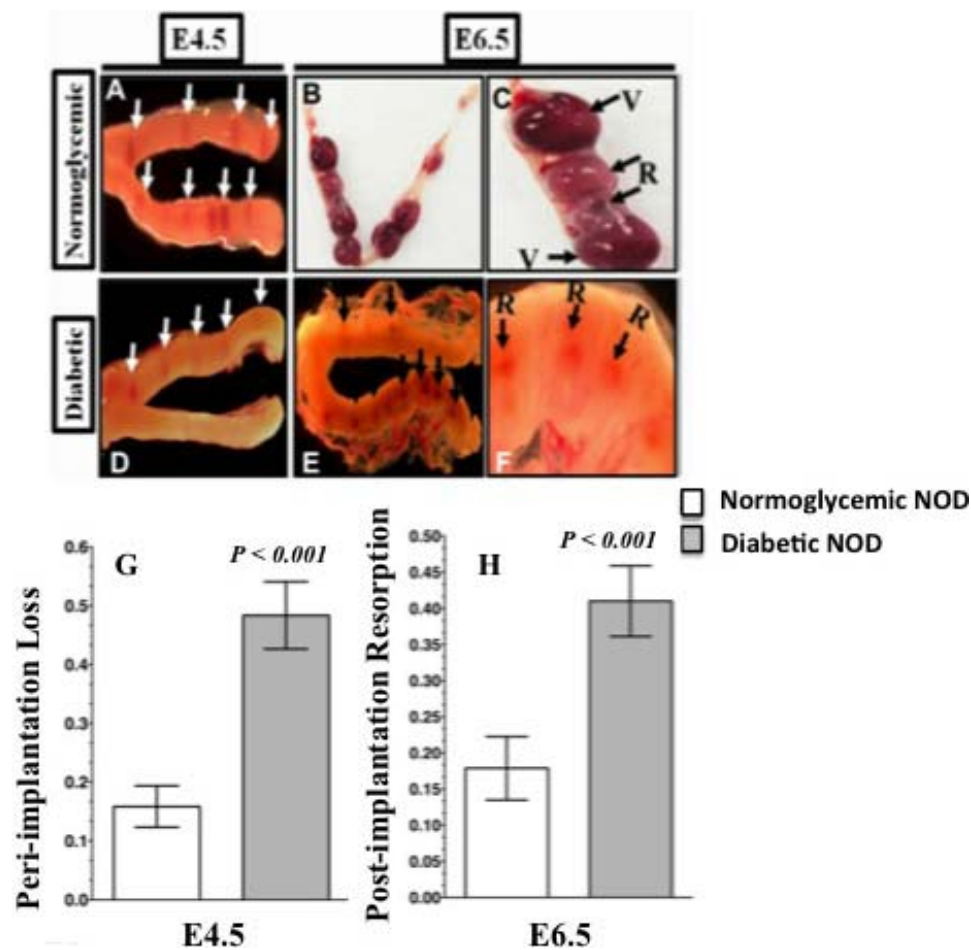 E4.5
E6.5
Normoglycemic
A
B
C
V
R
V
Diabetic
D
E
R
R
R
F
Normoglycemic NOD
Diabetic NOD
Peri-implantation Loss
0.6
0.5
0.4
0.3
0.2
0.1
0.0
G
P < 0.001
E4.5
Post-implantation Resorption
0.50
0.45
0.40
0.35
0.30
0.25
0.20
0.15
0.10
0.05
0.00
H
P < 0.001
E6.5